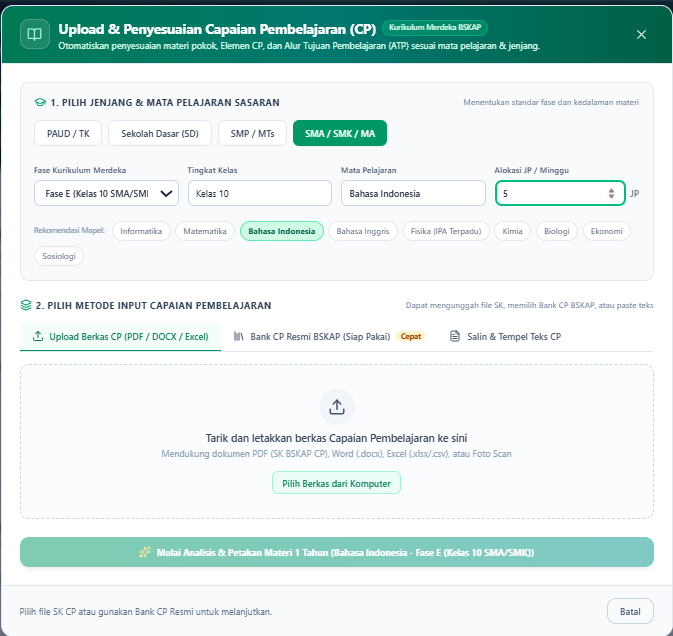 Upload & Penyesuaian Capaian Pembelajaran (CP) Kurikulum Merdeka BSKAP
Otomatiskan penyesuaian materi pokok, Elemen CP, dan Alur Tujuan Pembelajaran (ATP) sesuai mata pelajaran & jenjang.
1. PILIH JENJANG & MATA PELAJARAN SASARAN Menentukan standar fase dan kedalaman materi
PAUD / TK Sekolah Dasar (SD) SMP / MTs SMA / SMK / MA
Fase Kurikulum Merdeka Tingkat Kelas Mata Pelajaran Alokasi JP / Minggu
Fase E (Kelas 10 SMA/SMI Kelas 10 Bahasa Indonesia 5 JP
Rekomendasi Mapel: Informatika Matematika Bahasa Indonesia Bahasa Inggris Fisika (IPA Terpadu) Kimia Biologi Ekonomi
Sosiologi
2. PILIH METODE INPUT CAPAIAN PEMBELAJARAN Dapat mengunggah file SK, memilih Bank CP BSKAP, atau paste teks
Upload Berkas CP (PDF / DOCX / Excel) Bank CP Resmi BSKAP (Siap Pakai) Cepat Salin & Tempel Teks CP
Tarik dan letakkan berkas Capaian Pembelajaran ke sini
Mendukung dokumen PDF (SK BSKAP CP), Word (.docx), Excel (.xlsx/.csv), atau Foto Scan
Pilih Berkas dari Komputer
Mulai Analisis & Petakan Materi 1 Tahun (Bahasa Indonesia - Fase E (Kelas 10 SMA/SMK))
Pilih file SK CP atau gunakan Bank CP Resmi untuk melanjutkan. Batal